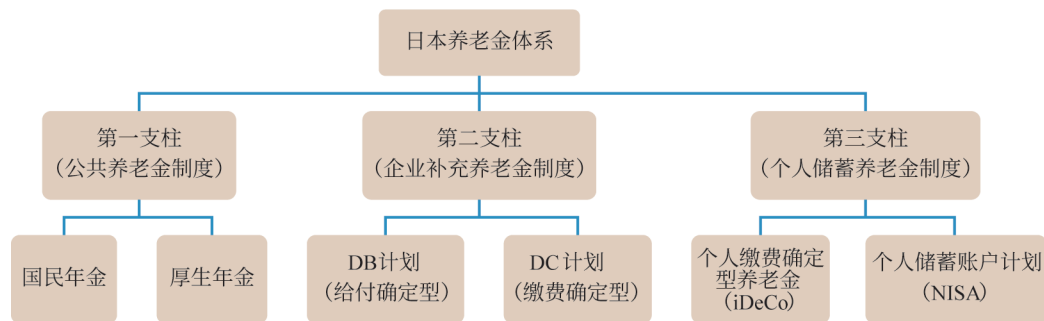 日本养老金体系
第一支柱
（公共养老金制度）
第二支柱
（企业补充养老金制度）
第三支柱
（个人储蓄养老金制度）
国民年金
厚生年金
DB计划
（给付确定型）
DC计划
（缴费确定型）
个人缴费确定
型养老金
（iDeCo）
个人储蓄账户计划
（NISA）